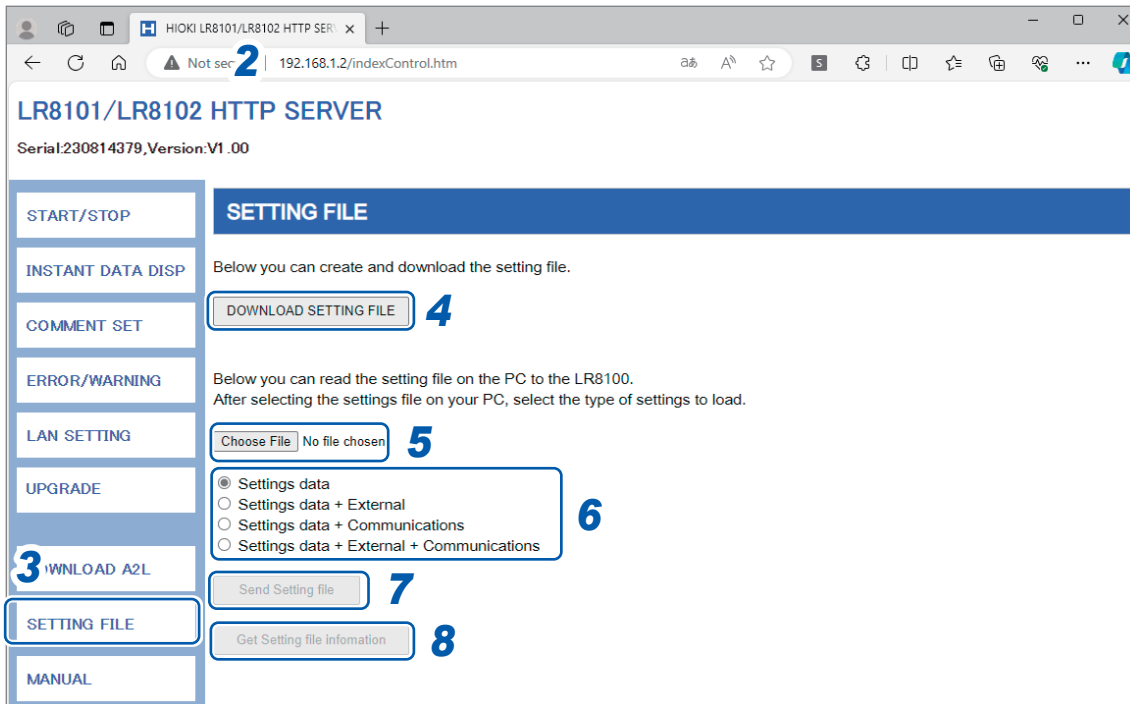 HIOKI LR8101/LR8102 HTTP SER
2
Not sec 192.168.1.2/indexControl.htm
LR8101/LR8102 HTTP SERVER
Serial:230814379,Version:V1.00
START/STOP
INSTANT DATA DISP
COMMENT SET
ERROR/WARNING
LAN SETTING
UPGRADE
3
WNLOAD A2L
SETTING FILE
MANUAL
SETTING FILE
Below you can create and download the setting file.
DOWNLOAD SETTING FILE 4
Below you can read the setting file on the PC to the LR8100.
After selecting the settings file on your PC, select the type of settings to load.
Choose File No file chosen 5
Settings data
Settings data + External
Settings data + Communications
Settings data + External + Communications
6
Send Setting file 7
Get Setting file infomation 8